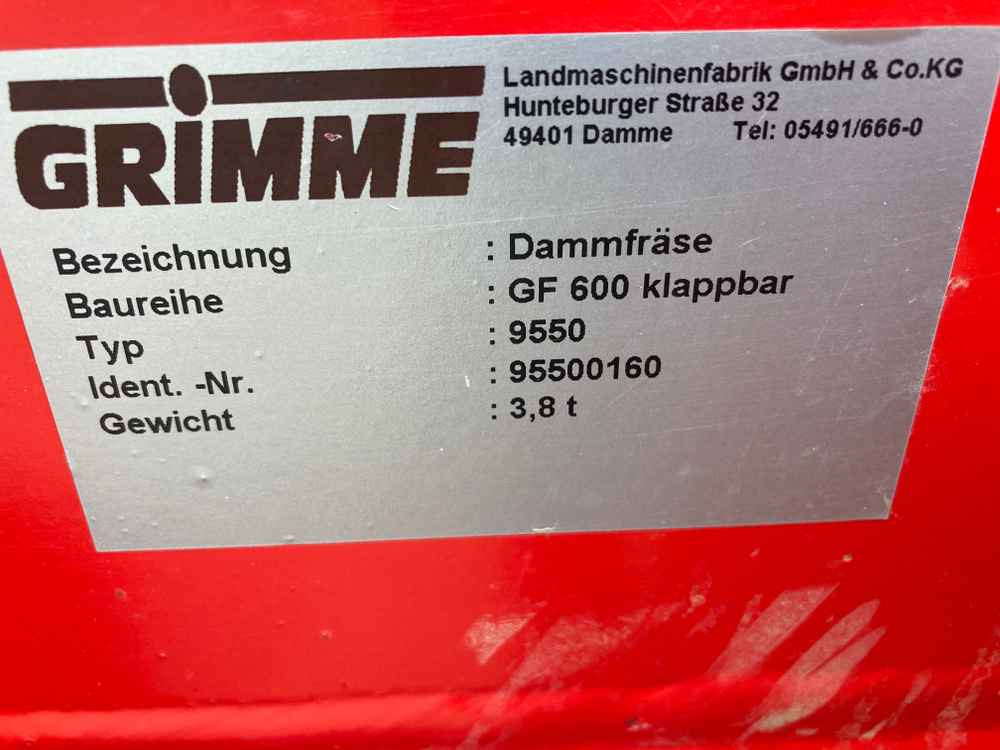 GRIMME
Landmaschinenfabrik GmbH & Co.KG
Hunteburger Straße 32
49401 Damme Tel: 05491/666-0
Bezeichnung : Dammfräse
Baureihe : GF 600 klappbar
Typ : 9550
Ident. -Nr. : 95500160
Gewicht : 3,8 t